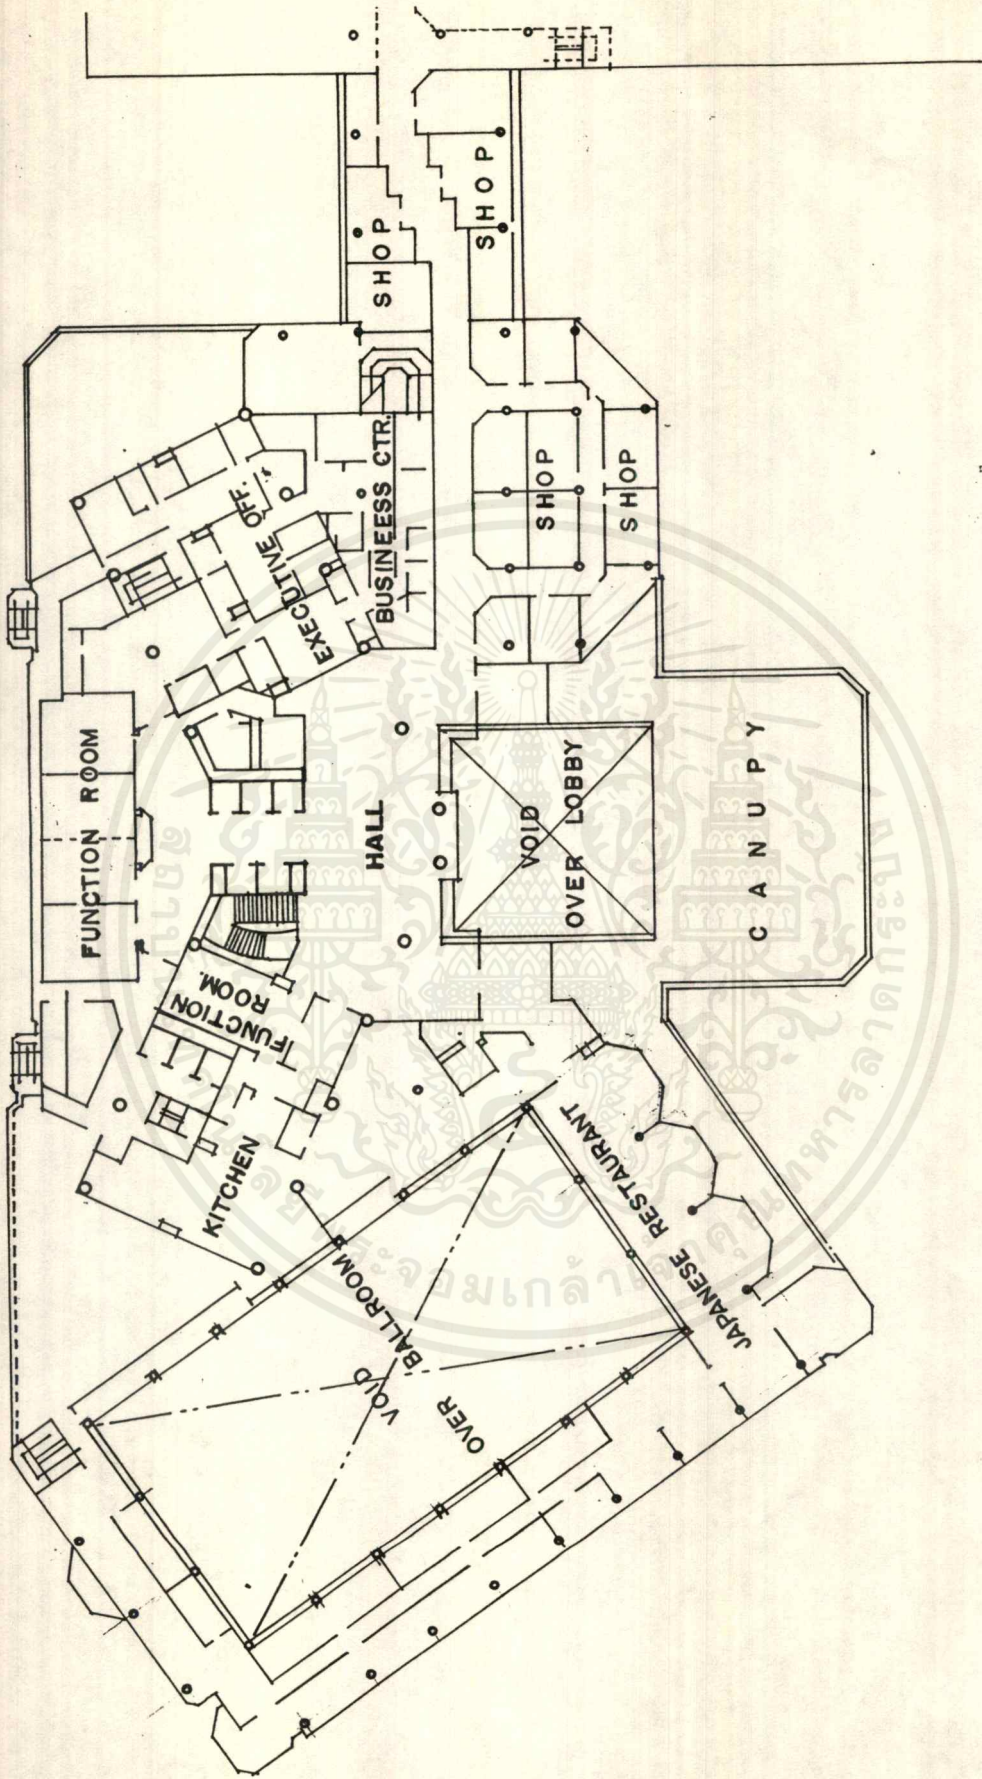 SHOP
SHOP
SHOP
SHOP
BUSINEESS CTR.
EXECUTIVE OFF.
FUNCTION ROOM
HALL
VOID
OVER LOBBY
CANUPY
FUNCTION
ROOM.
KITCHEN
JAPANESE RESTAURANT
VOID
OVER BALLROOM